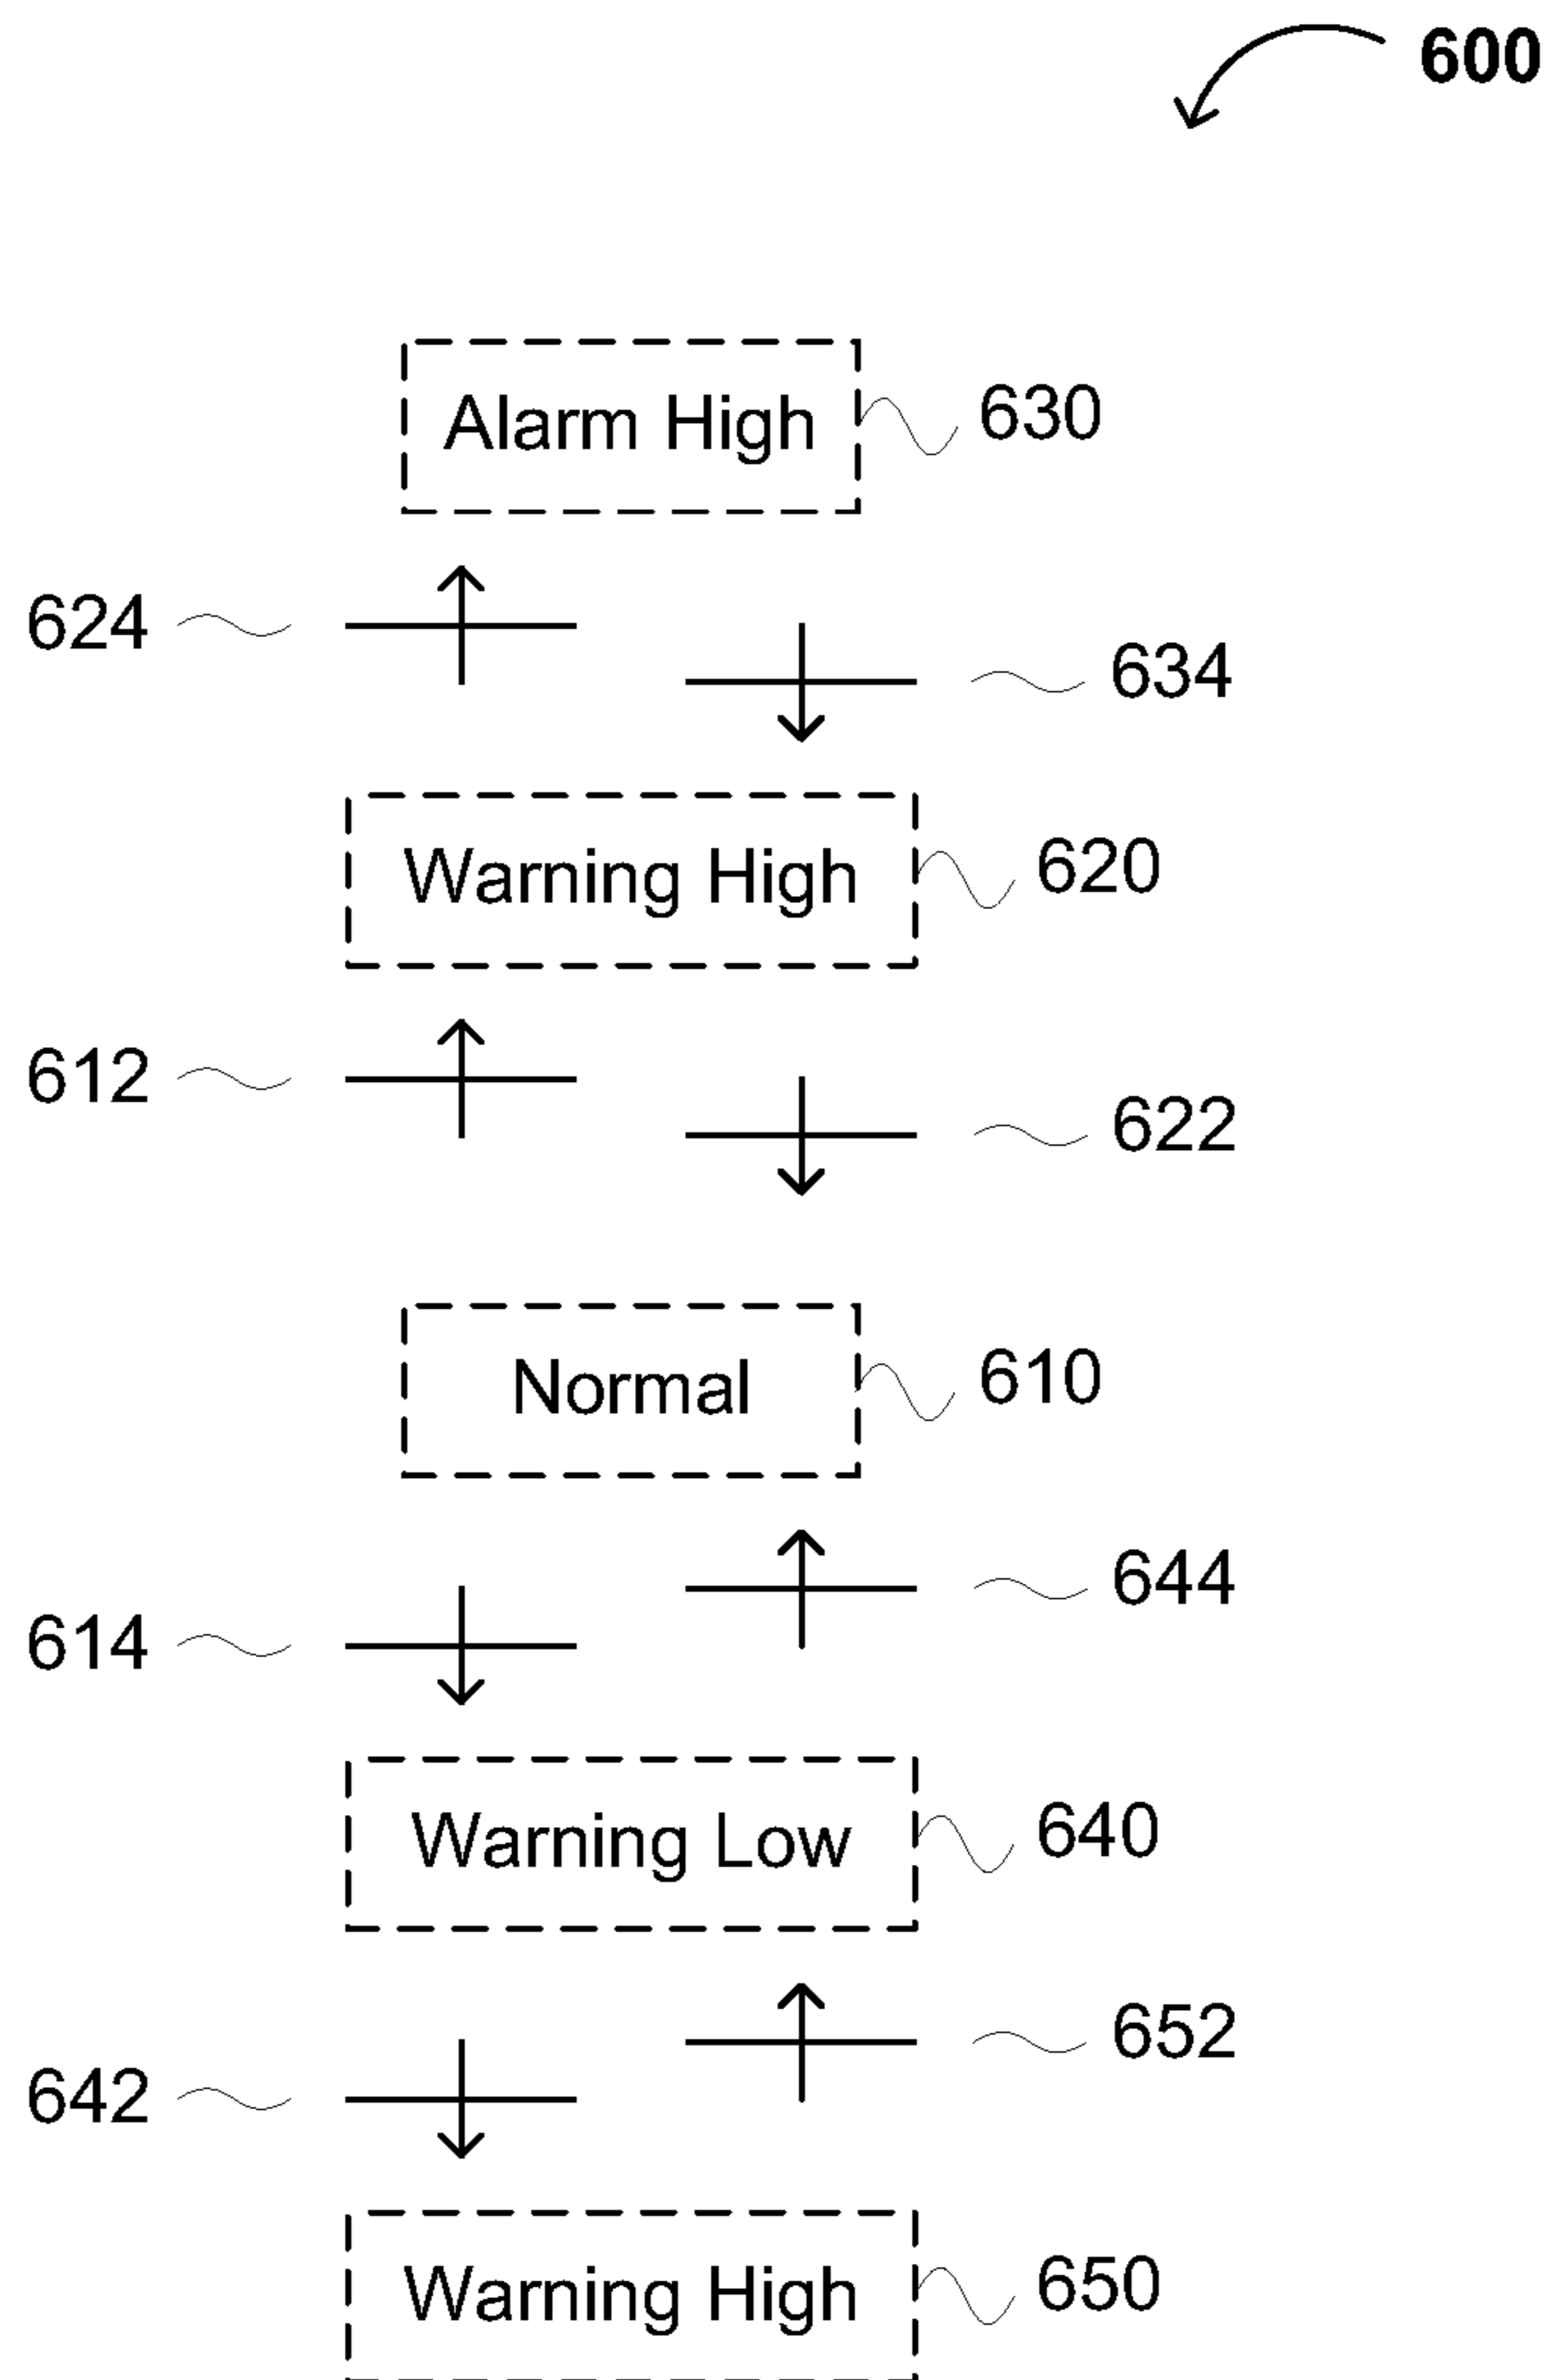 600
Alarm High 630
624
634
Warning High 620
612
622
Normal 610
644
614
Warning Low 640
652
642
Warning High 650